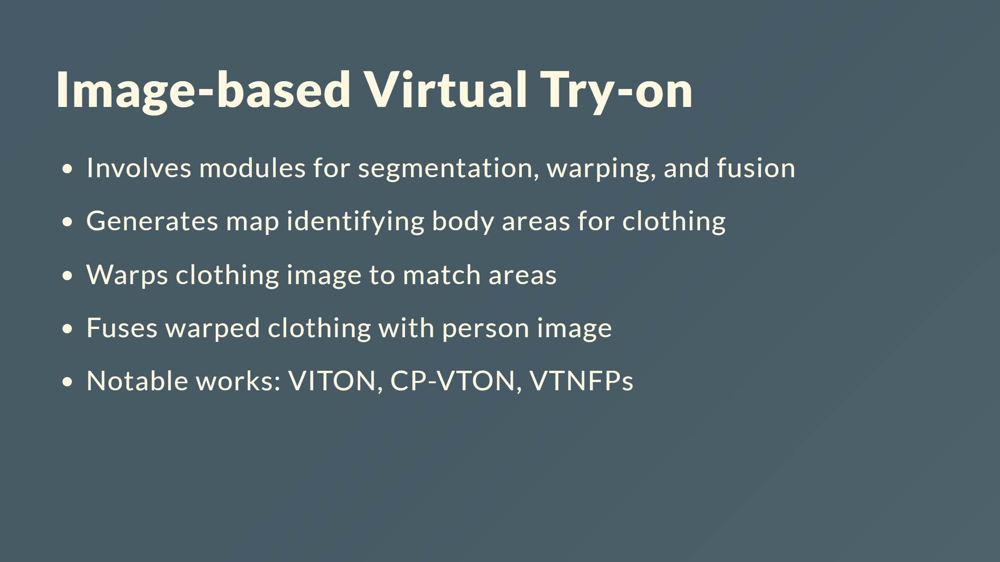 Image-based Virtual Try-on
• Involves modules for segmentation, warping, and fusion
• Generates map identifying body areas for clothing
• Warps clothing image to match areas
• Fuses warped clothing with person image
• Notable works: VITON, CP-VTON, VTNFPs